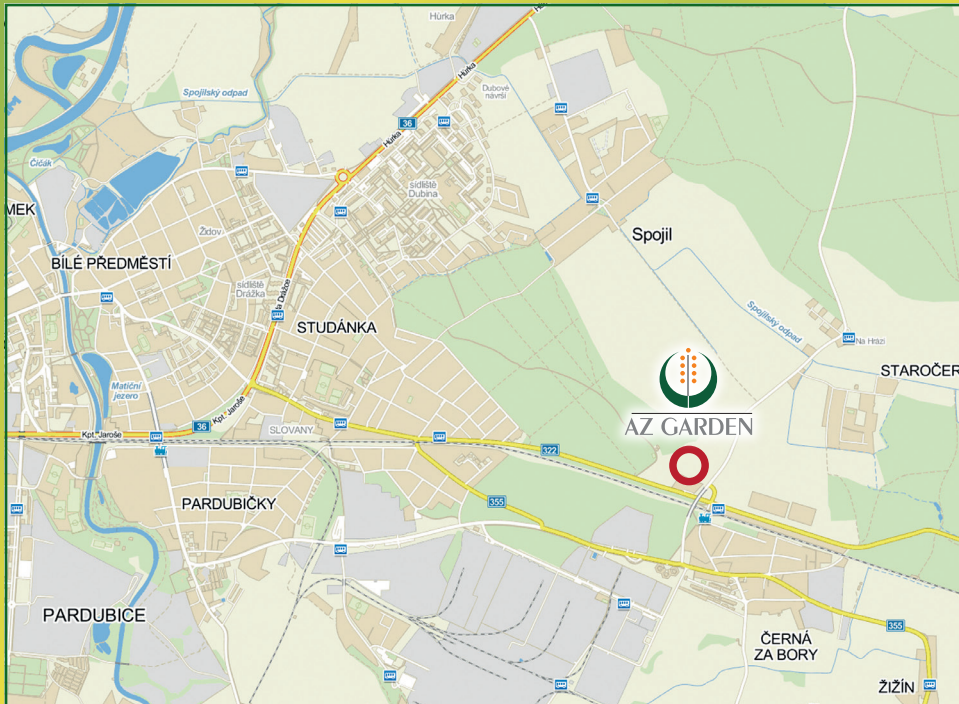 Hůrka
Hůrka
Dubové
návrší
Spojilský odpad
36
Hůrka
Čičák
sídliště
Dubina
MEK
Židov
Spojil
BÍLÉ PŘEDMĚSTÍ
sídliště
Drážka
Na Drážce
STUDÁNKA
Spojilský odpad
Na Hrázi
STAROČER
Matiční
jezero
AZ GARDEN
Kpt. Jaroše
Kpt. Jaroše
36
SLOVANY
322
PARDUBIČKY
355
PARDUBICE
355
ČERNÁ
ZA BORY
ŽIŽÍN